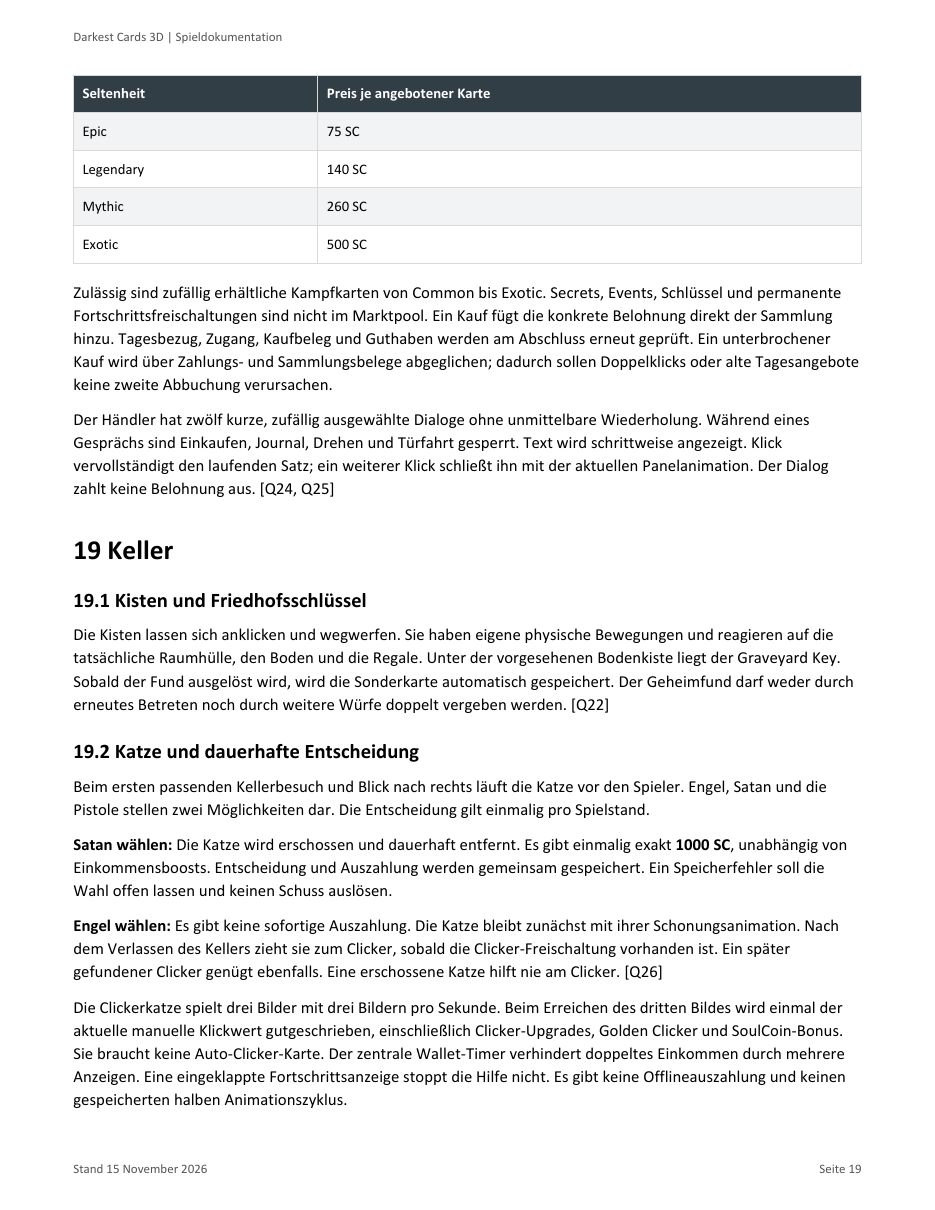 Darkest Cards 3D | Spieldokumentation
Seltenheit Preis je angebotener Karte
Epic 75 SC
Legendary 140 SC
Mythic 260 SC
Exotic 500 SC
Zulässig sind zufällig erhältliche Kampfkarten von Common bis Exotic. Secrets, Events, Schlüssel und permanente
Fortschrittsfreischaltungen sind nicht im Marktpool. Ein Kauf fügt die konkrete Belohnung direkt der Sammlung
hinzu. Tagesbezug, Zugang, Kaufbeleg und Guthaben werden am Abschluss erneut geprüft. Ein unterbrochener
Kauf wird über Zahlungs- und Sammlungsbelege abgeglichen; dadurch sollen Doppelklicks oder alte Tagesangebote
keine zweite Abbuchung verursachen.
Der Händler hat zwölf kurze, zufällig ausgewählte Dialoge ohne unmittelbare Wiederholung. Während eines
Gesprächs sind Einkaufen, Journal, Drehen und Türfahrt gesperrt. Text wird schrittweise angezeigt. Klick
vervollständigt den laufenden Satz; ein weiterer Klick schließt ihn mit der aktuellen Panelanimation. Der Dialog
zahlt keine Belohnung aus. [Q24, Q25]
19 Keller
19.1 Kisten und Friedhofsschlüssel
Die Kisten lassen sich anklicken und wegwerfen. Sie haben eigene physische Bewegungen und reagieren auf die
tatsächliche Raumhülle, den Boden und die Regale. Unter der vorgesehenen Bodenkiste liegt der Graveyard Key.
Sobald der Fund ausgelöst wird, wird die Sonderkarte automatisch gespeichert. Der Geheimfund darf weder durch
erneutes Betreten noch durch weitere Würfe doppelt vergeben werden. [Q22]
19.2 Katze und dauerhafte Entscheidung
Beim ersten passenden Kellerbesuch und Blick nach rechts läuft die Katze vor den Spieler. Engel, Satan und die
Pistole stellen zwei Möglichkeiten dar. Die Entscheidung gilt einmalig pro Spielstand.
Satan wählen: Die Katze wird erschossen und dauerhaft entfernt. Es gibt einmalig exakt 1000 SC, unabhängig von
Einkommensboosts. Entscheidung und Auszahlung werden gemeinsam gespeichert. Ein Speicherfehler soll die
Wahl offen lassen und keinen Schuss auslösen.
Engel wählen: Es gibt keine sofortige Auszahlung. Die Katze bleibt zunächst mit ihrer Schonungsanimation. Nach
dem Verlassen des Kellers zieht sie zum Clicker, sobald die Clicker-Freischaltung vorhanden ist. Ein später
gefundener Clicker genügt ebenfalls. Eine erschossene Katze hilft nie am Clicker. [Q26]
Die Clickerkatze spielt drei Bilder mit drei Bildern pro Sekunde. Beim Erreichen des dritten Bildes wird einmal der
aktuelle manuelle Klickwert gutgeschrieben, einschließlich Clicker-Upgrades, Golden Clicker und SoulCoin-Bonus.
Sie braucht keine Auto-Clicker-Karte. Der zentrale Wallet-Timer verhindert doppeltes Einkommen durch mehrere
Anzeigen. Eine eingeklappte Fortschrittsanzeige stoppt die Hilfe nicht. Es gibt keine Offlineauszahlung und keinen
gespeicherten halben Animationszyklus.
Stand 15 November 2026 Seite 19